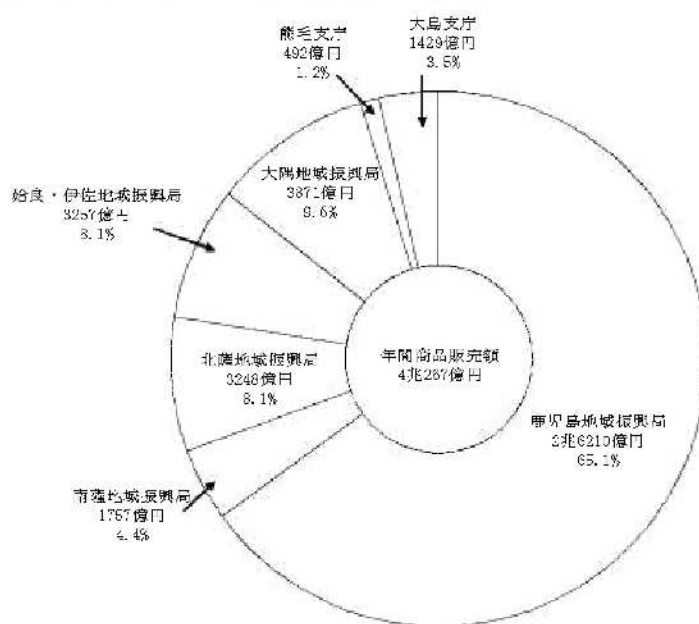 熊毛支庁
492億円
1.2%
大島支庁
1429億円
3.5%
大隅地域振興局
3871億円
9.6%
姶良・伊佐地域振興局
3257億円
8.1%
北薩地域振興局
3248億円
8.1%
年間商品販売額
4兆267億円
鹿児島地域振興局
2兆6210億円
65.1%
南薩地域振興局
1757億円
4.4%